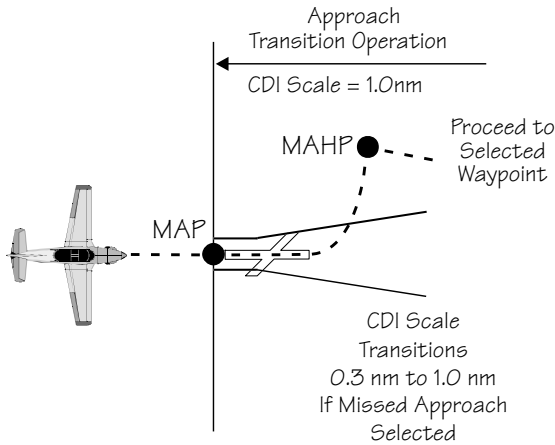 Approach
Transition Operation
CDI Scale = 1.0nm
MAHP
Proceed to
Selected
Waypoint
MAP
CDI Scale
Transitions
0.3 nm to 1.0 nm
If Missed Approach
Selected